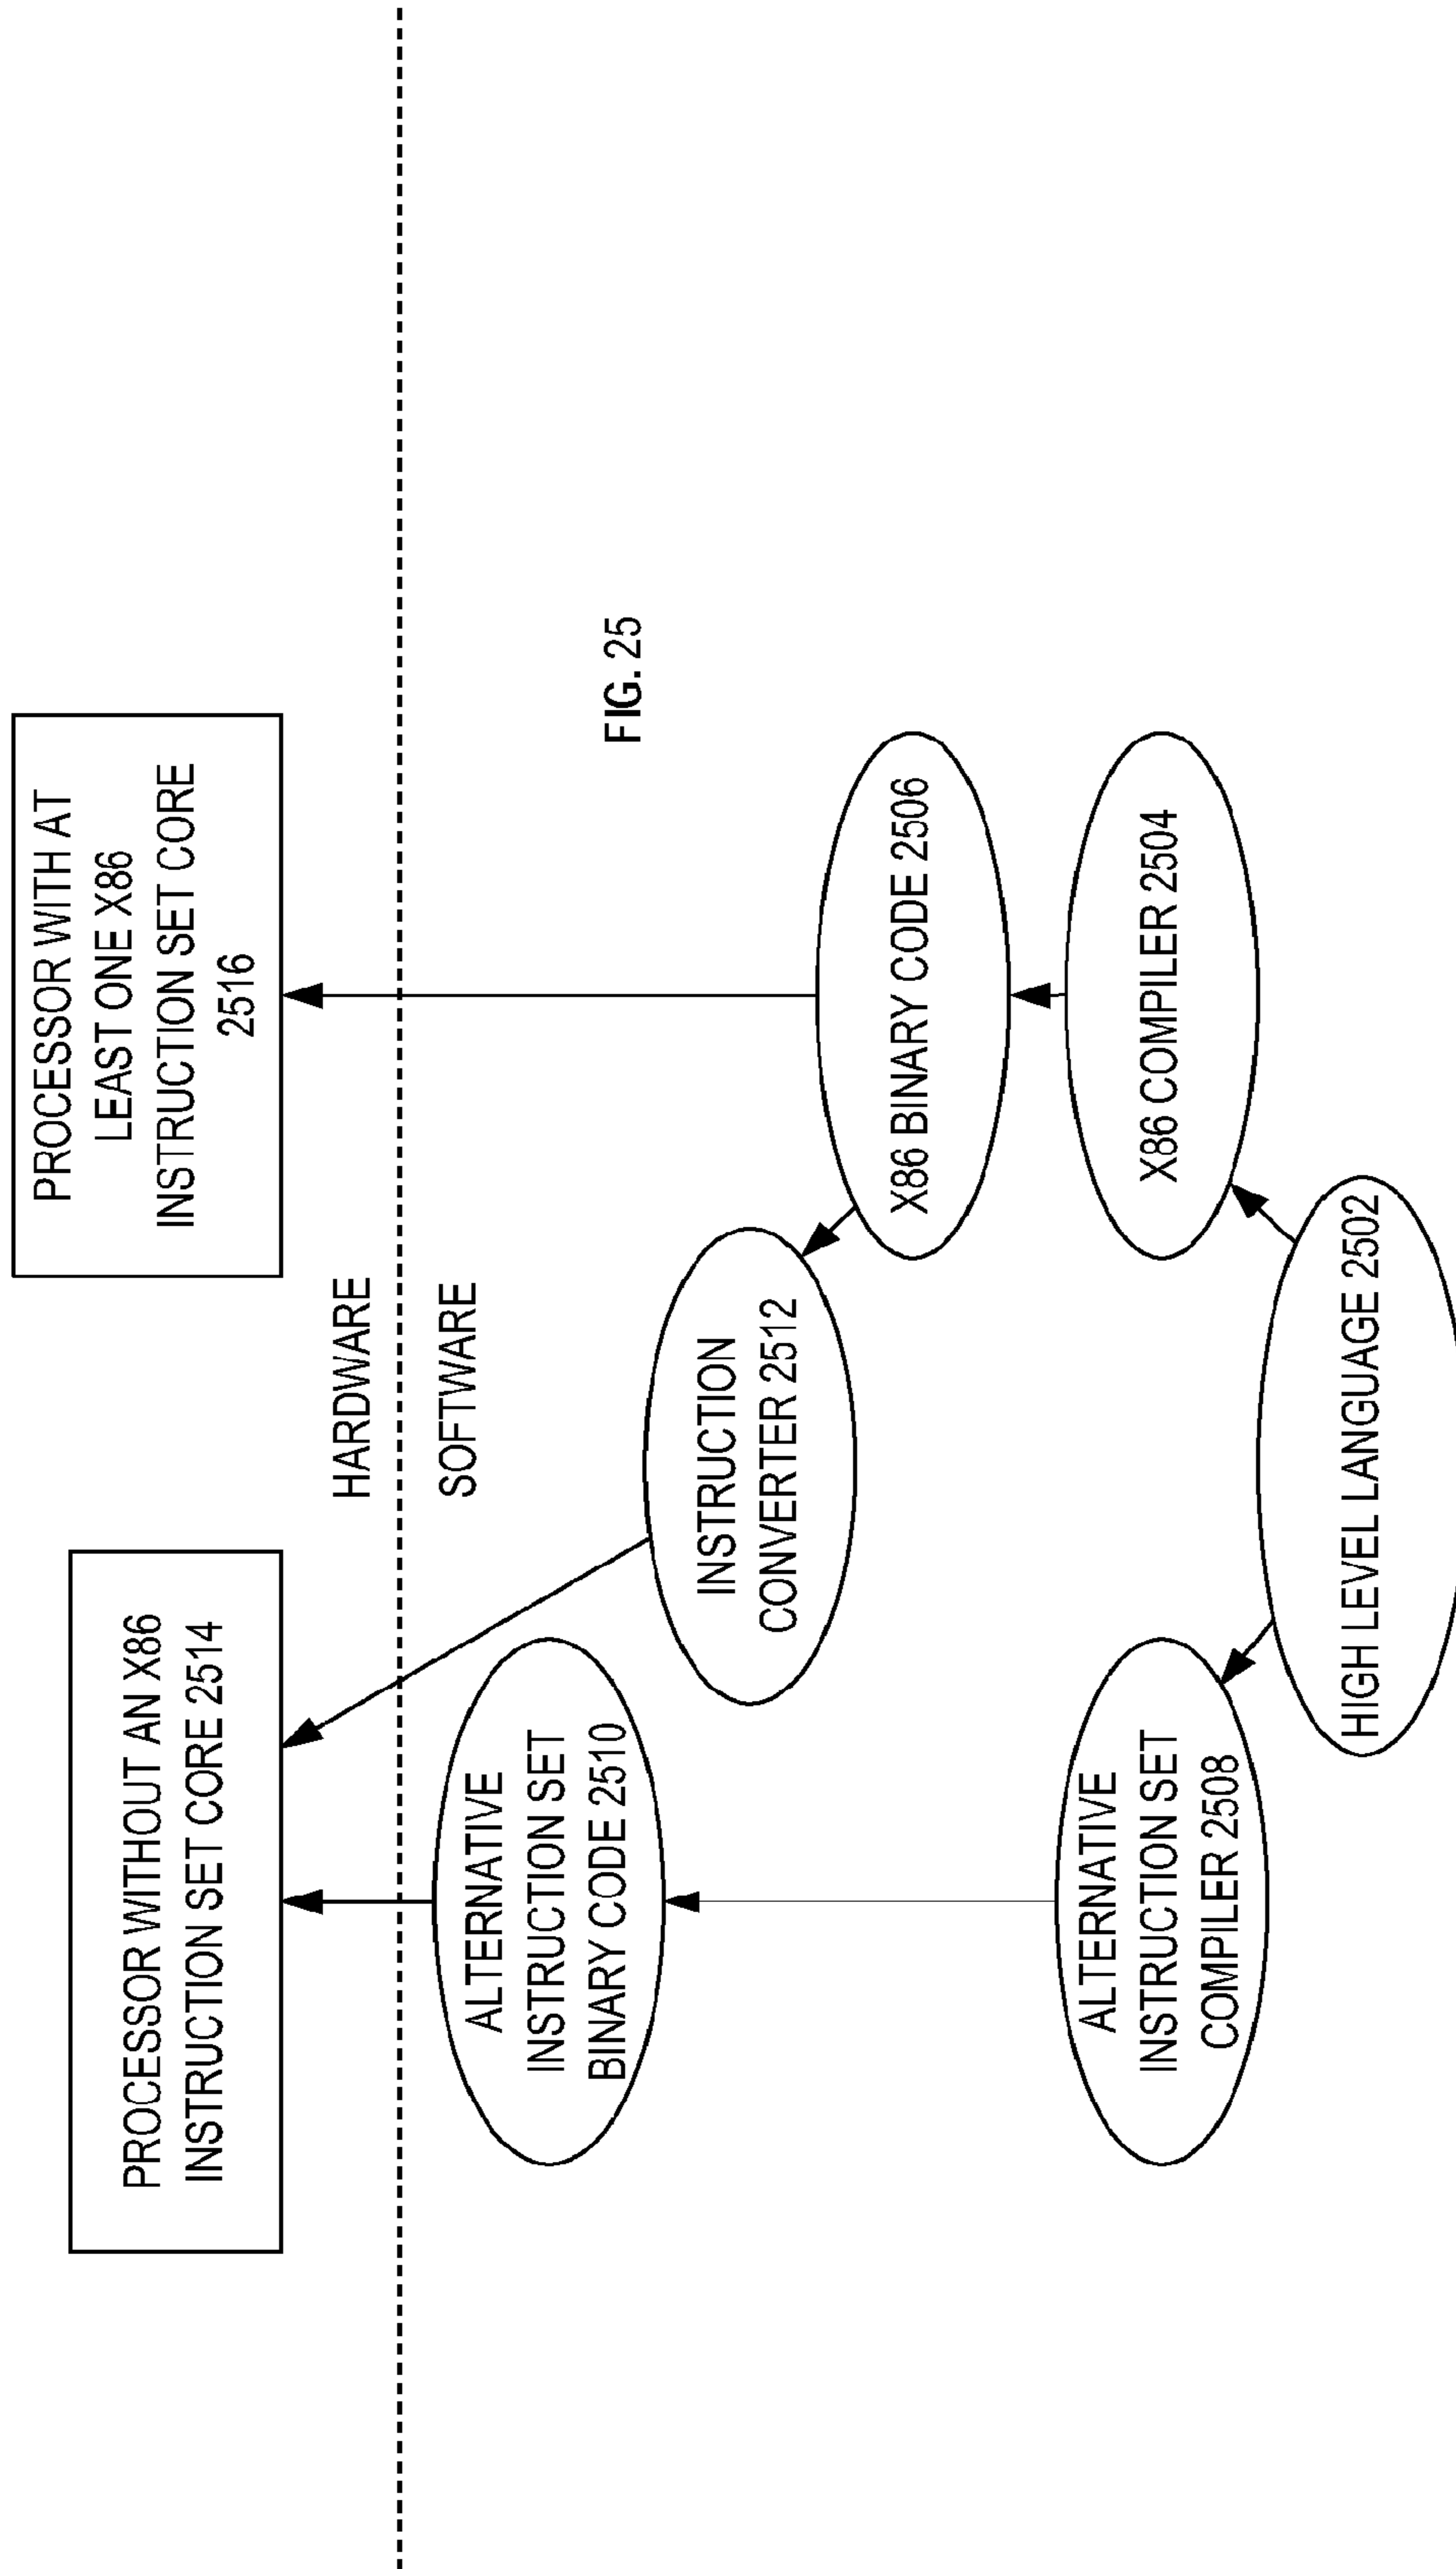 PROCESSOR WITHOUT AN X86
INSTRUCTION SET CORE 2514
PROCESSOR WITH AT
LEAST ONE X86
INSTRUCTION SET CORE
2516
HARDWARE
SOFTWARE
ALTERNATIVE
INSTRUCTION SET
BINARY CODE 2510
INSTRUCTION
CONVERTER 2512
FIG. 25
X86 BINARY CODE 2506
ALTERNATIVE
INSTRUCTION SET
COMPILER 2508
X86 COMPILER 2504
HIGH LEVEL LANGUAGE 2502